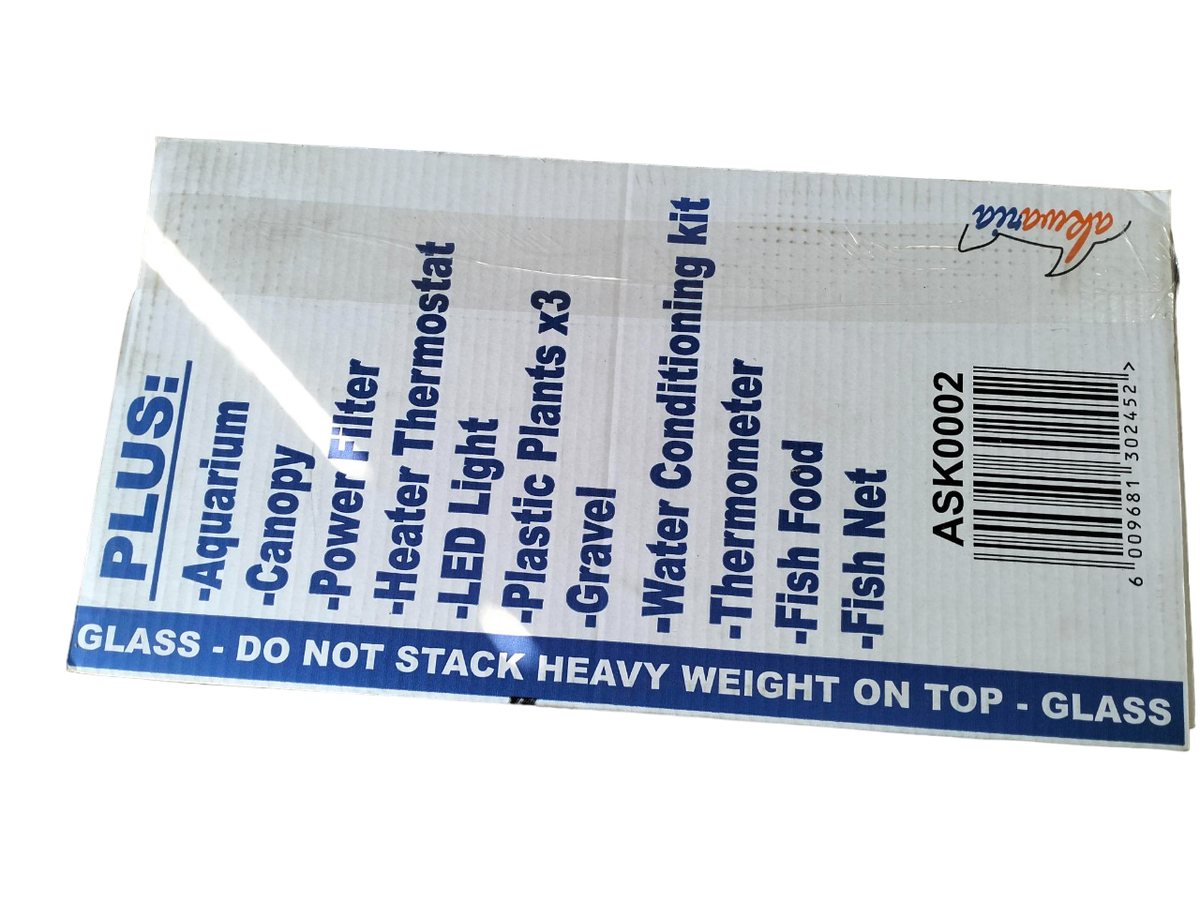 PLUS:
-Aquarium
-Canopy
-Power Filter
-Heater Thermostat
-LED Light
-Plastic Plants x3
-Gravel
-Water Conditioning kit
-Thermometer
-Fish Food
-Fish Net
akwaria
ASK0002
6 009681 302452 >
GLASS - DO NOT STACK HEAVY WEIGHT ON TOP - GLASS